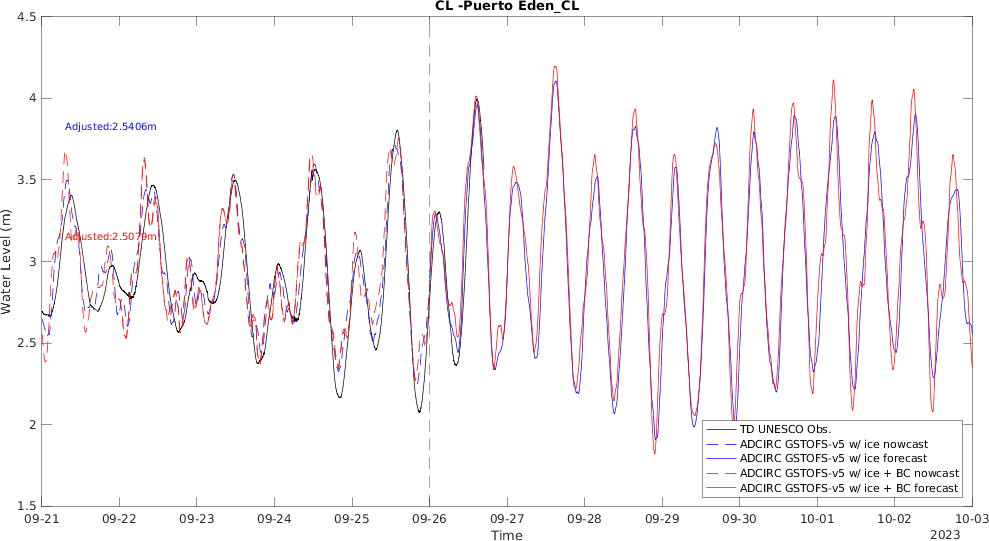 CL -Puerto Eden_CL
4.5
4
3.5
3
2.5
2
1.5
Water Level (m)
Adjusted:2.5406m
Adjusted:2.5079m
TD UNESCO Obs.
ADCIRC GSTOFS-v5 w/ ice nowcast
ADCIRC GSTOFS-v5 w/ ice forecast
ADCIRC GSTOFS-v5 w/ ice + BC nowcast
ADCIRC GSTOFS-v5 w/ ice + BC forecast
09-21 09-22 09-23 09-24 09-25 09-26 09-27 09-28 09-29 09-30 10-01 10-02 10-03
Time
2023